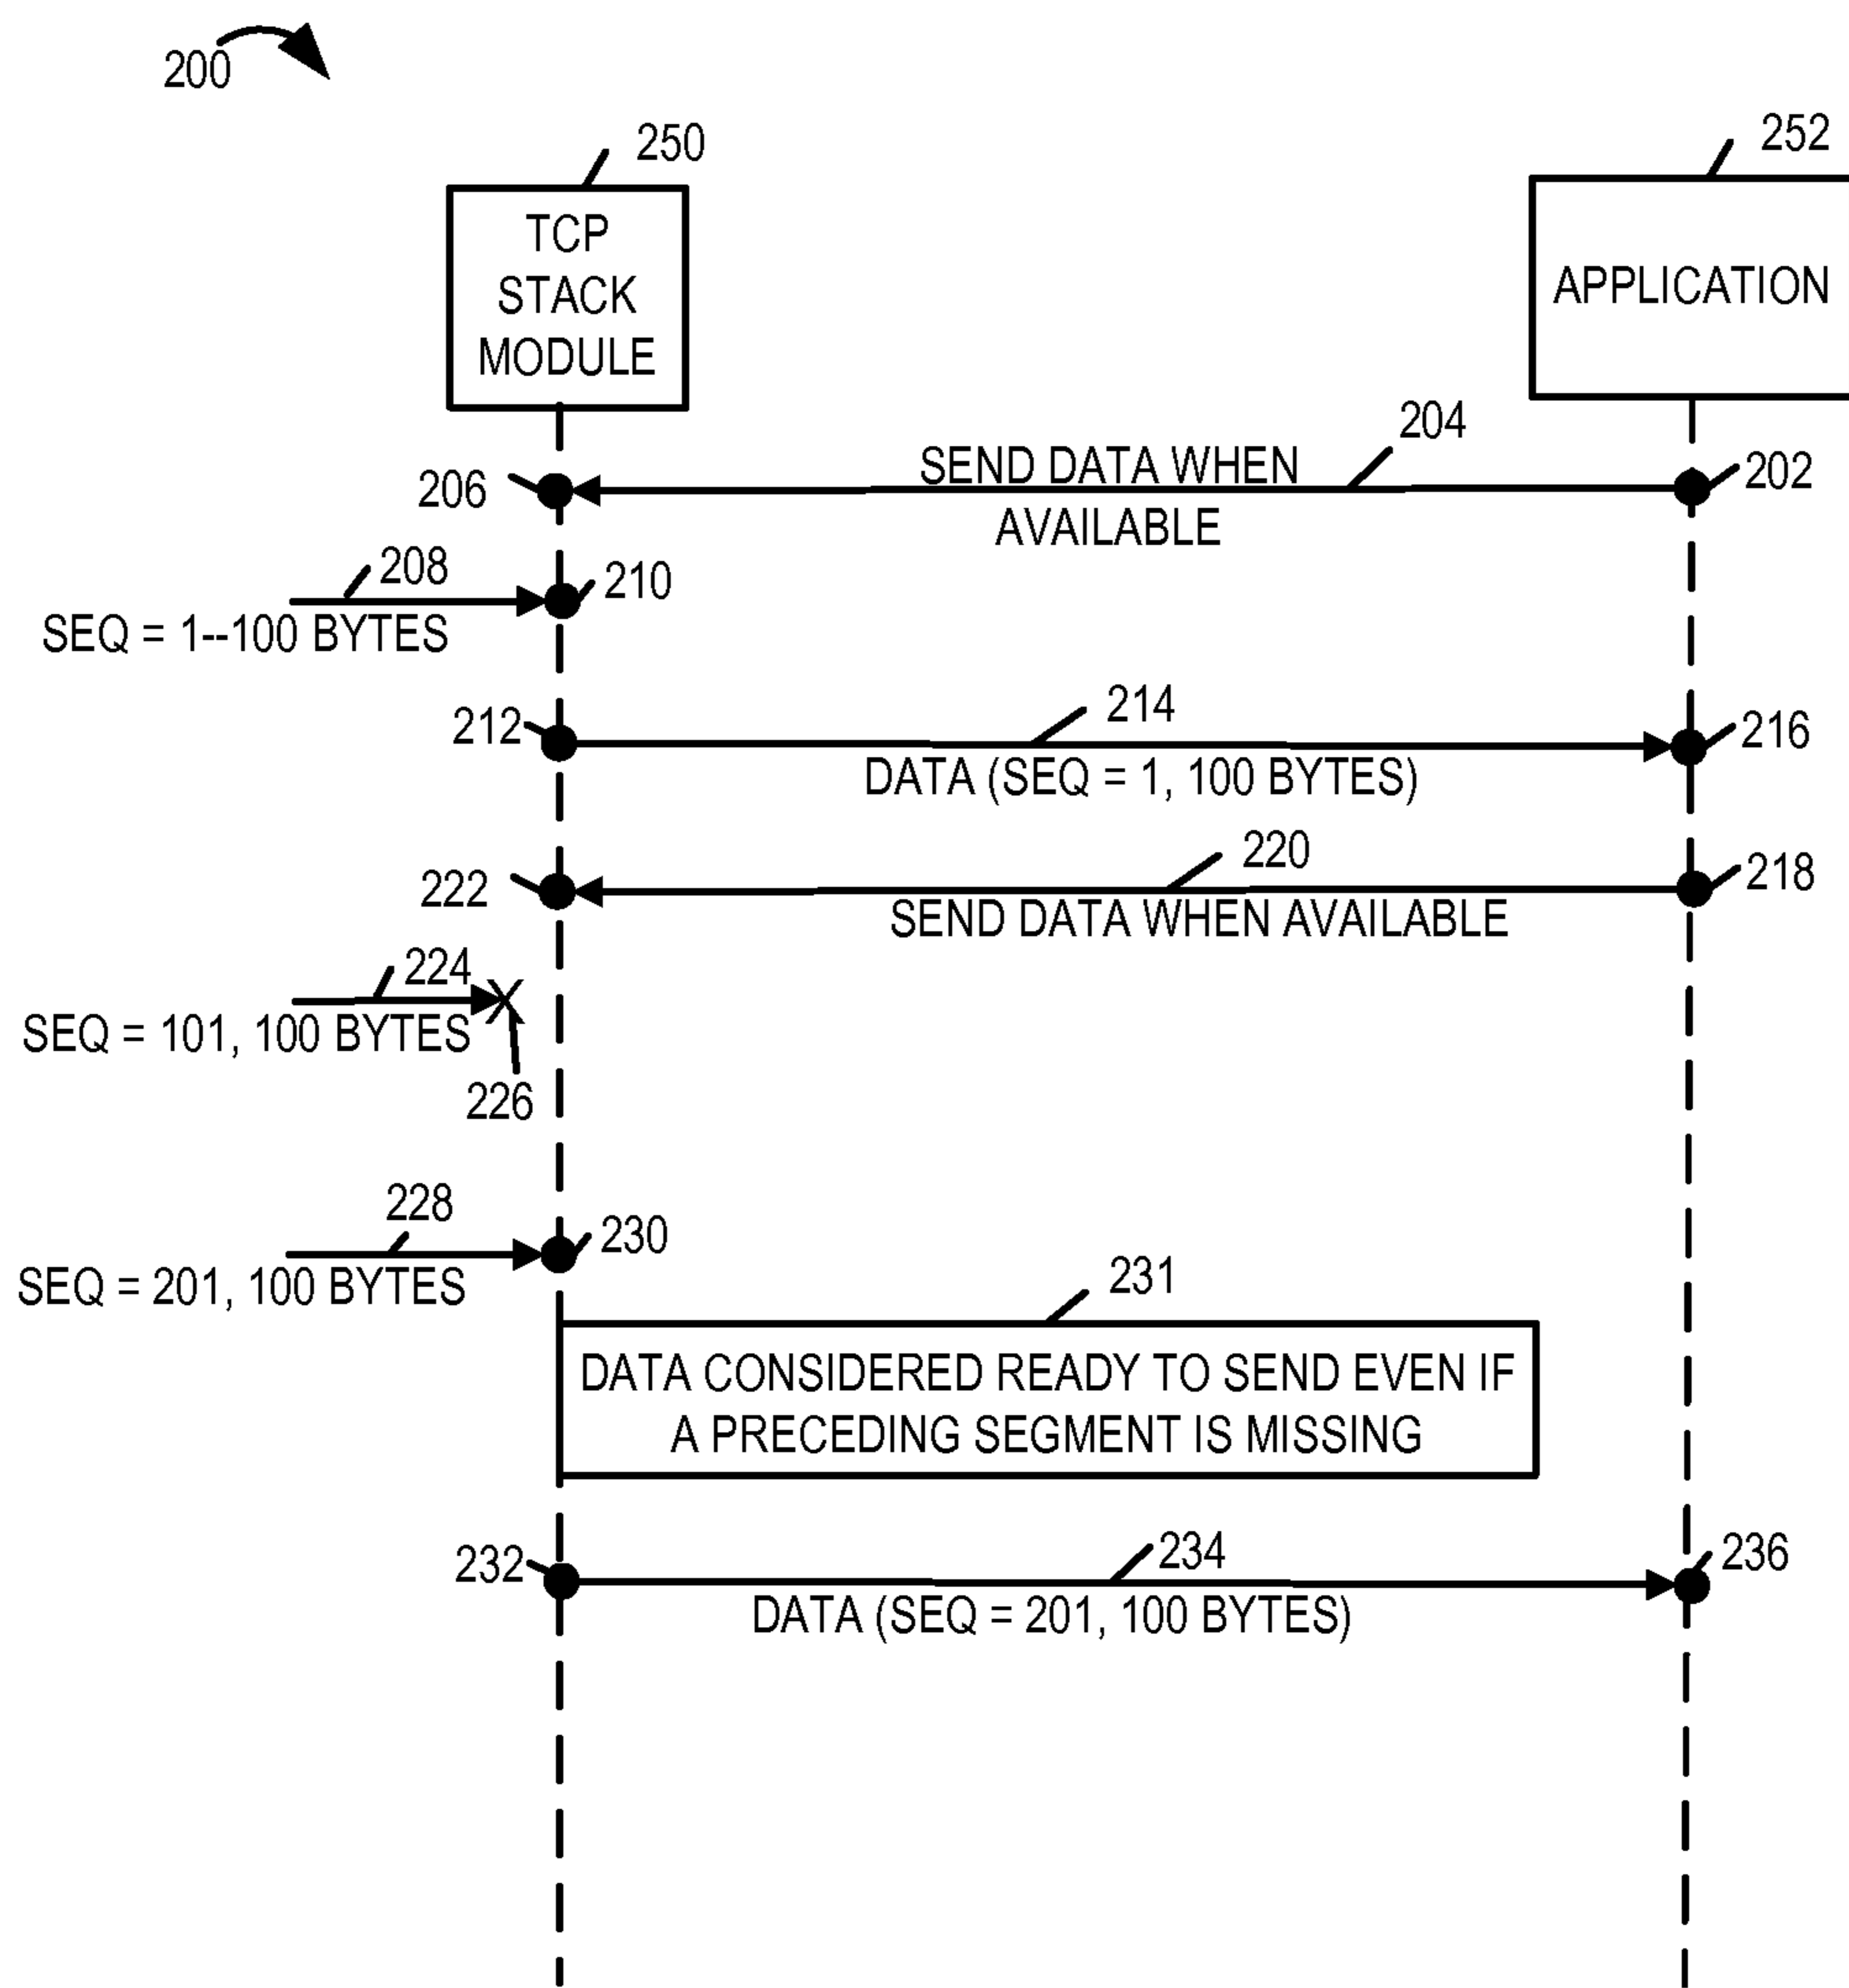 200
250
252
TCP
STACK
MODULE
APPLICATION
204
SEND DATA WHEN
AVAILABLE
206
202
208
210
SEQ = 1--100 BYTES
212
214
216
DATA (SEQ = 1, 100 BYTES)
220
222
218
SEND DATA WHEN AVAILABLE
224
X
SEQ = 101, 100 BYTES
226
228
230
SEQ = 201, 100 BYTES
231
DATA CONSIDERED READY TO SEND EVEN IF
A PRECEDING SEGMENT IS MISSING
232
234
236
DATA (SEQ = 201, 100 BYTES)